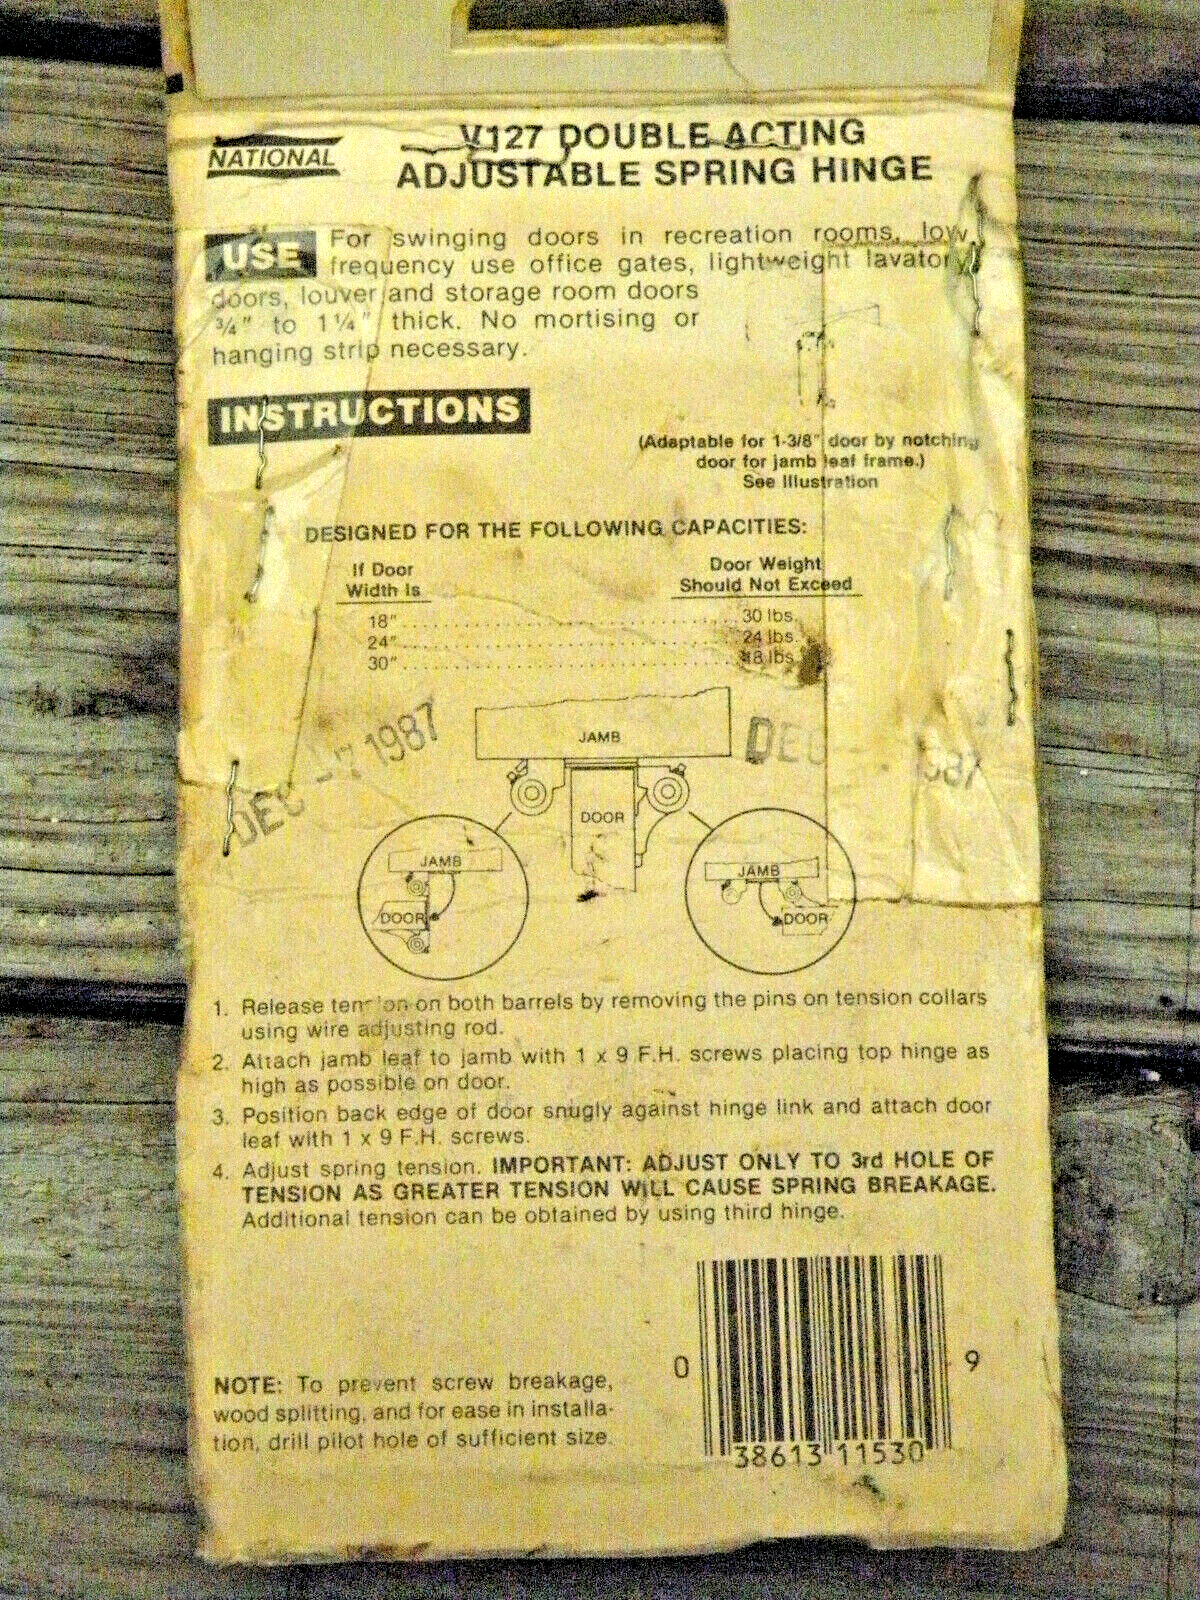 NATIONAL
V127 DOUBLE ACTING
ADJUSTABLE SPRING HINGE
USE For swinging doors in recreation rooms, low
frequency use office gates, lightweight lavatory
doors, louver and storage room doors
3/4" to 1 1/4" thick. No mortising or
hanging strip necessary.
INSTRUCTIONS
(Adaptable for 1-3/8" door by notching
door for jamb leaf frame.)
See Illustration
DESIGNED FOR THE FOLLOWING CAPACITIES:
If Door Door Weight
Width Is Should Not Exceed
18" 30 lbs.
24" 24 lbs.
30" 18 lbs.
DEC -7 1987
DEC 1987
JAMB
DOOR
JAMB
DOOR
JAMB
DOOR
1. Release tension on both barrels by removing the pins on tension collars
using wire adjusting rod.
2. Attach jamb leaf to jamb with 1 x 9 F.H. screws placing top hinge as
high as possible on door.
3. Position back edge of door snugly against hinge link and attach door
leaf with 1 x 9 F.H. screws.
4. Adjust spring tension. IMPORTANT: ADJUST ONLY TO 3rd HOLE OF
TENSION AS GREATER TENSION WILL CAUSE SPRING BREAKAGE.
Additional tension can be obtained by using third hinge.
NOTE: To prevent screw breakage,
wood splitting, and for ease in installa-
tion, drill pilot hole of sufficient size.
0 38613 11530 9